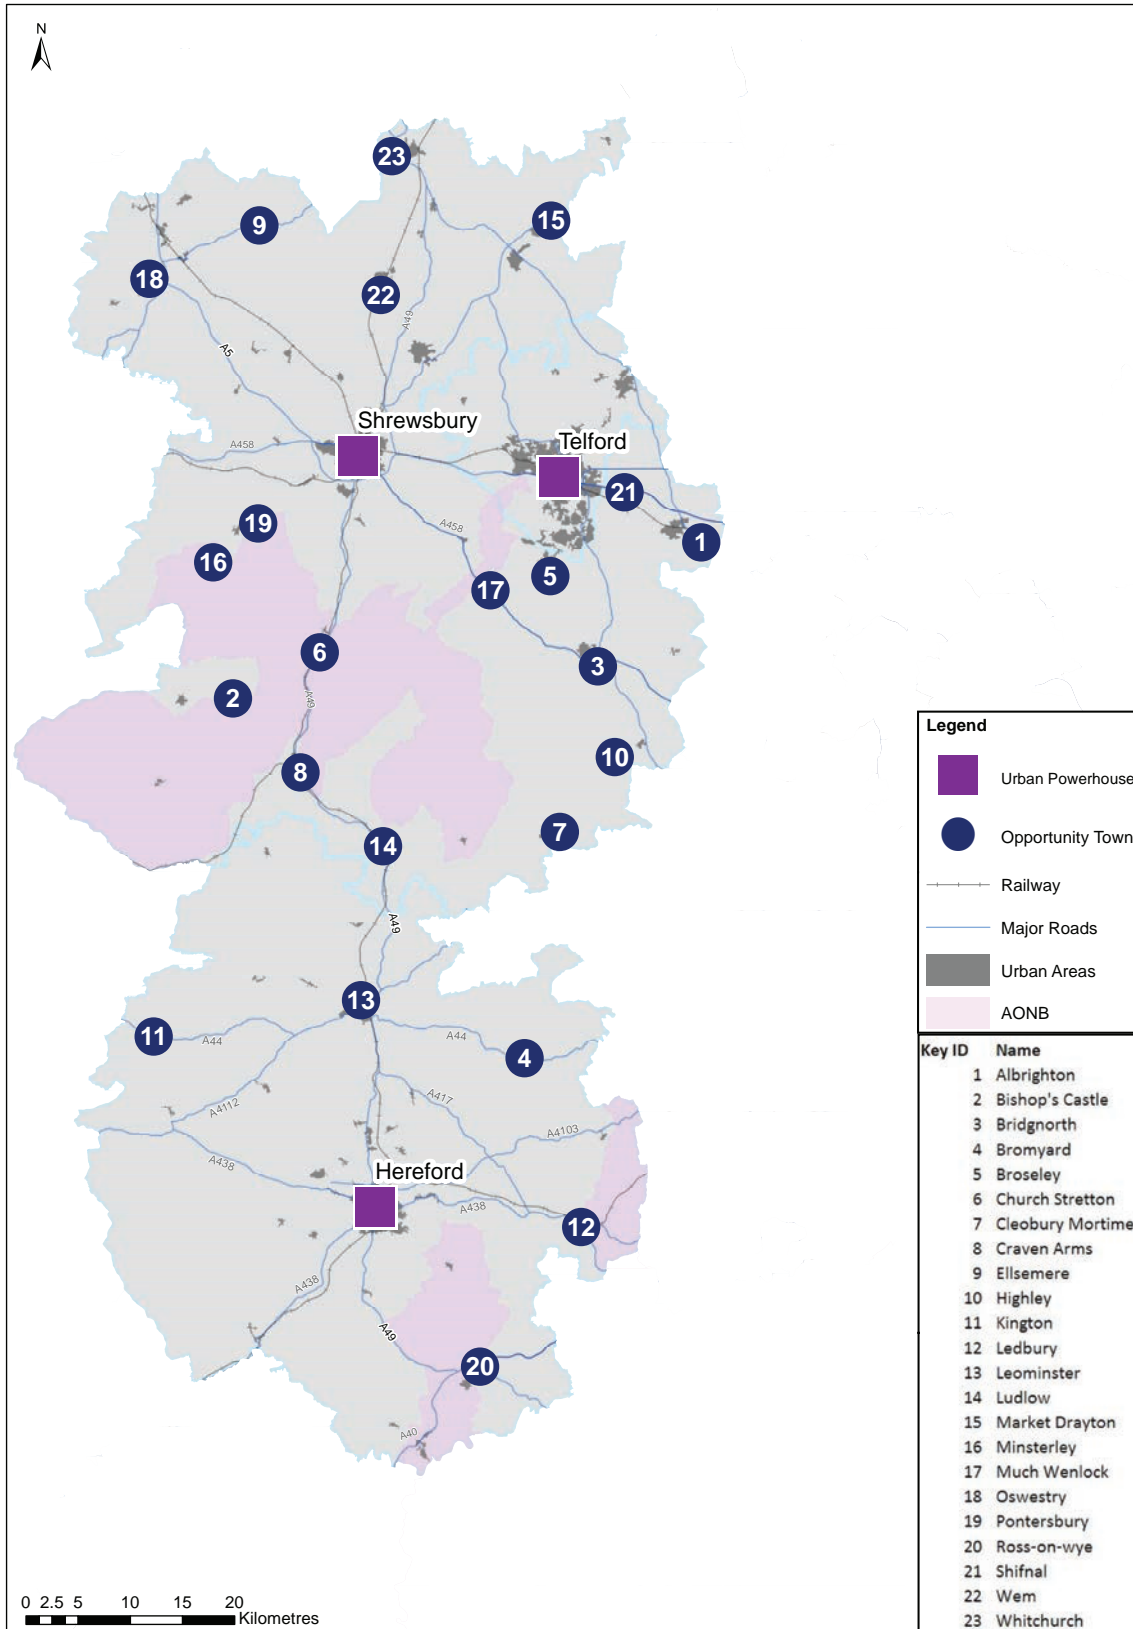 N
23
15
9
18
22
A49
A5
Shrewsbury
A458
Telford
21
19
A458
1
16
5
17
6
3
2
A49
10
8
7
14
A49
13
11
A44
A44
4
A4112
A417
A4103
A438
Hereford
A438
12
A438
A49
20
A40
0 2.5 5 10 15 20
Kilometres
Legend
Urban Powerhouse
Opportunity Town
Railway
Major Roads
Urban Areas
AONB
Key ID Name
1 Albrighton
2 Bishop's Castle
3 Bridgnorth
4 Bromyard
5 Broseley
6 Church Stretton
7 Cleobury Mortime
8 Craven Arms
9 Ellsemere
10 Highley
11 Kington
12 Ledbury
13 Leominster
14 Ludlow
15 Market Drayton
16 Minsterley
17 Much Wenlock
18 Oswestry
19 Pontersbury
20 Ross-on-wye
21 Shifnal
22 Wem
23 Whitchurch